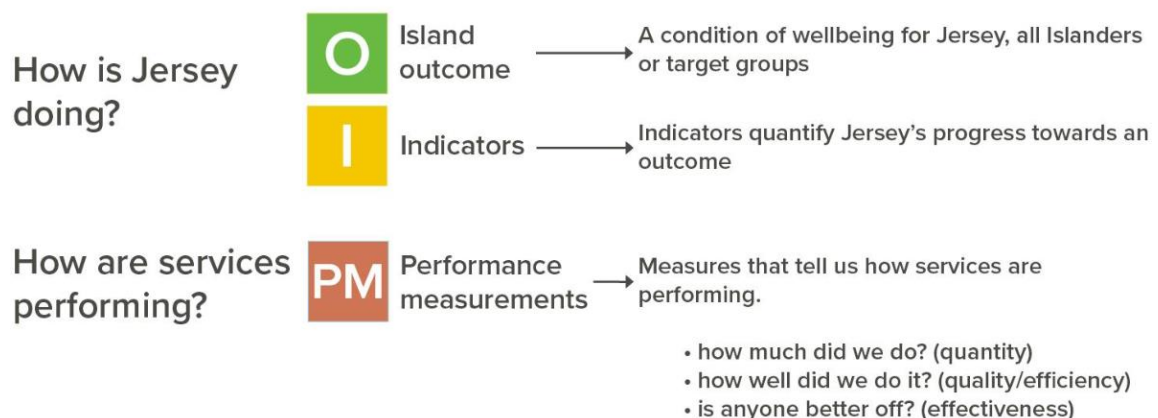 How is Jersey
doing?
O
Island
outcome
A condition of wellbeing for Jersey, all Islanders
or target groups
I
Indicators
Indicators quantify Jersey’s progress towards an
outcome
How are services
performing?
PM
Performance
measurements
Measures that tell us how services are
performing.
• how much did we do? (quantity)
• how well did we do it? (quality/efficiency)
• is anyone better off? (effectiveness)